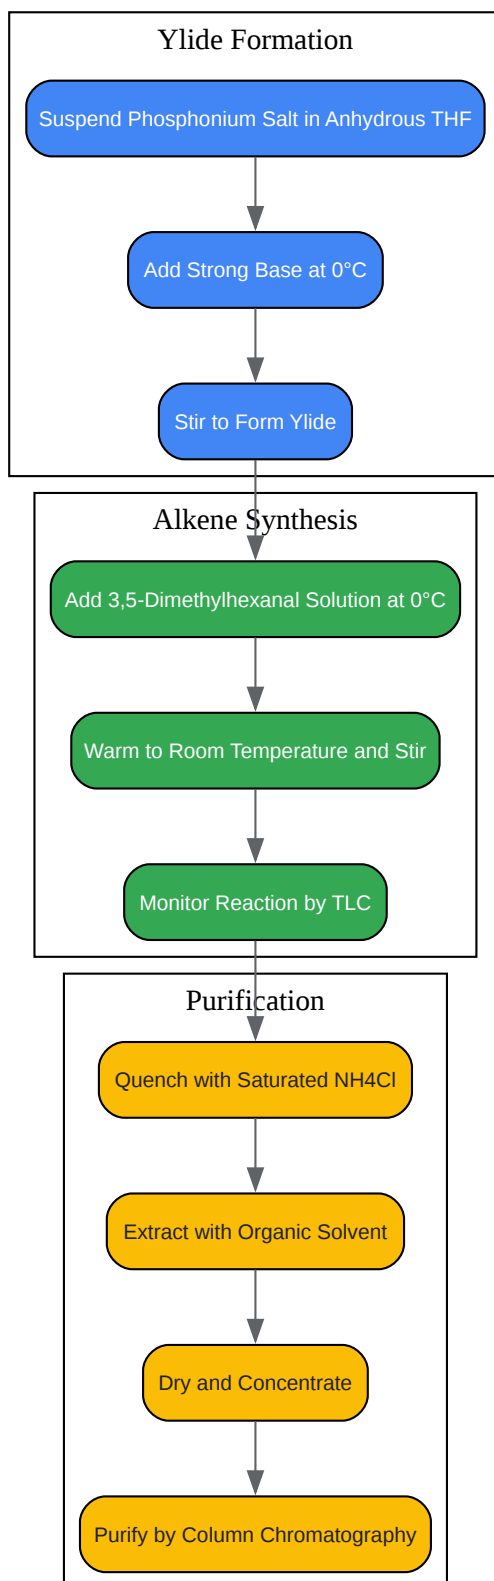 Ylide Formation
Suspend Phosphonium Salt in Anhydrous THF
Add Strong Base at 0°C
Stir to Form Ylide
Alkene Synthesis
Add 3,5-Dimethylhexanal Solution at 0°C
Warm to Room Temperature and Stir
Monitor Reaction by TLC
Purification
Quench with Saturated NH4Cl
Extract with Organic Solvent
Dry and Concentrate
Purify by Column Chromatography